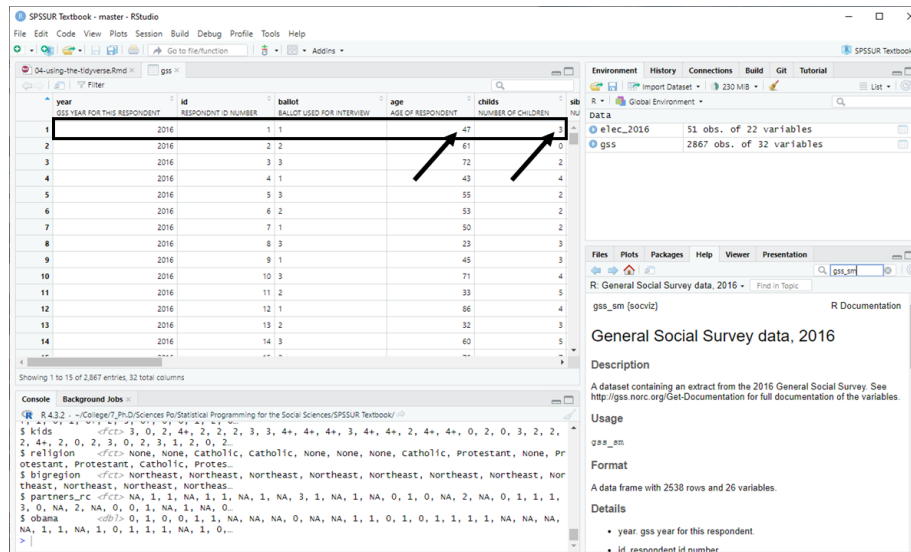 SPSSUR Textbook - master - RStudio
File Edit Code View Plots Session Build Debug Profile Tools Help
Go to file/function Addins
SPSSUR Textbook
04-using-the-tidyverse.Rmd × gss ×
Filter
year id ballot age childs sib
GSS YEAR FOR THIS RESPONDENT RESPONDNT ID NUMBER BALLOT USED FOR INTERVIEW AGE OF RESPONDENT NUMBER OF CHILDREN NU
1 2016 1 1 47 3
2 2016 2 2 61 0
3 2016 3 3 72 2
4 2016 4 1 43 4
5 2016 5 3 55 2
6 2016 6 2 53 2
7 2016 7 1 50 2
8 2016 8 3 23 3
9 2016 9 1 45 3
10 2016 10 3 71 4
11 2016 11 2 33 5
12 2016 12 1 86 4
13 2016 13 2 32 3
14 2016 14 3 60 5
Showing 1 to 15 of 2,867 entries, 32 total columns
Console Background Jobs ×
R 4.3.2 · ~/College/7_Ph.D/Sciences Po/Statistical Programming for the Social Sciences/SPSSUR Textbook/
$ kids <fct> 3, 0, 2, 4+, 2, 2, 2, 3, 3, 4+, 4+, 4+, 3, 4+, 4+, 2, 4+, 4+, 0, 2, 0, 3, 2, 2,
2, 4+, 2, 0, 2, 3, 0, 2, 3, 1, 2, 0, 2…
$ religion <fct> None, None, Catholic, Catholic, None, None, None, Catholic, Protestant, None, Pr
otestant, Protestant, Catholic, Protes…
$ bigregion <fct> Northeast, Northeast, Northeast, Northeast, Northeast, Northeast, Northeast, Nor
theast, Northeast, Northeast, Northeas…
$ partners_rc <fct> NA, 1, 1, NA, 1, 1, NA, 1, NA, 3, 1, NA, 1, NA, 0, 1, 0, NA, 2, NA, 0, 1, 1, 1,
3, 0, NA, 2, NA, 0, 0, 1, NA, 1, NA, 0…
$ obama <dbl> 0, 1, 0, 0, 1, 1, NA, NA, NA, 0, NA, NA, 1, 1, 0, 1, 0, 1, 1, 1, 1, NA, NA, NA,
NA, 1, 1, NA, 1, 0, 1, 1, 1, NA, 1, 0,…
>
Environment History Connections Build Git Tutorial
Import Dataset 230 MiB List
R Global Environment
Data
elec_2016 51 obs. of 22 variables
gss 2867 obs. of 32 variables
Files Plots Packages Help Viewer Presentation
gss_sm
R: General Social Survey data, 2016 Find in Topic
gss_sm {socviz} R Documentation
General Social Survey data, 2016
Description
A dataset containing an extract from the 2016 General Social Survey. See
http://gss.norc.org/Get-Documentation for full documentation of the variables.
Usage
gss_sm
Format
A data frame with 2538 rows and 26 variables.
Details
• year. gss year for this respondent.
• id. respondent id number